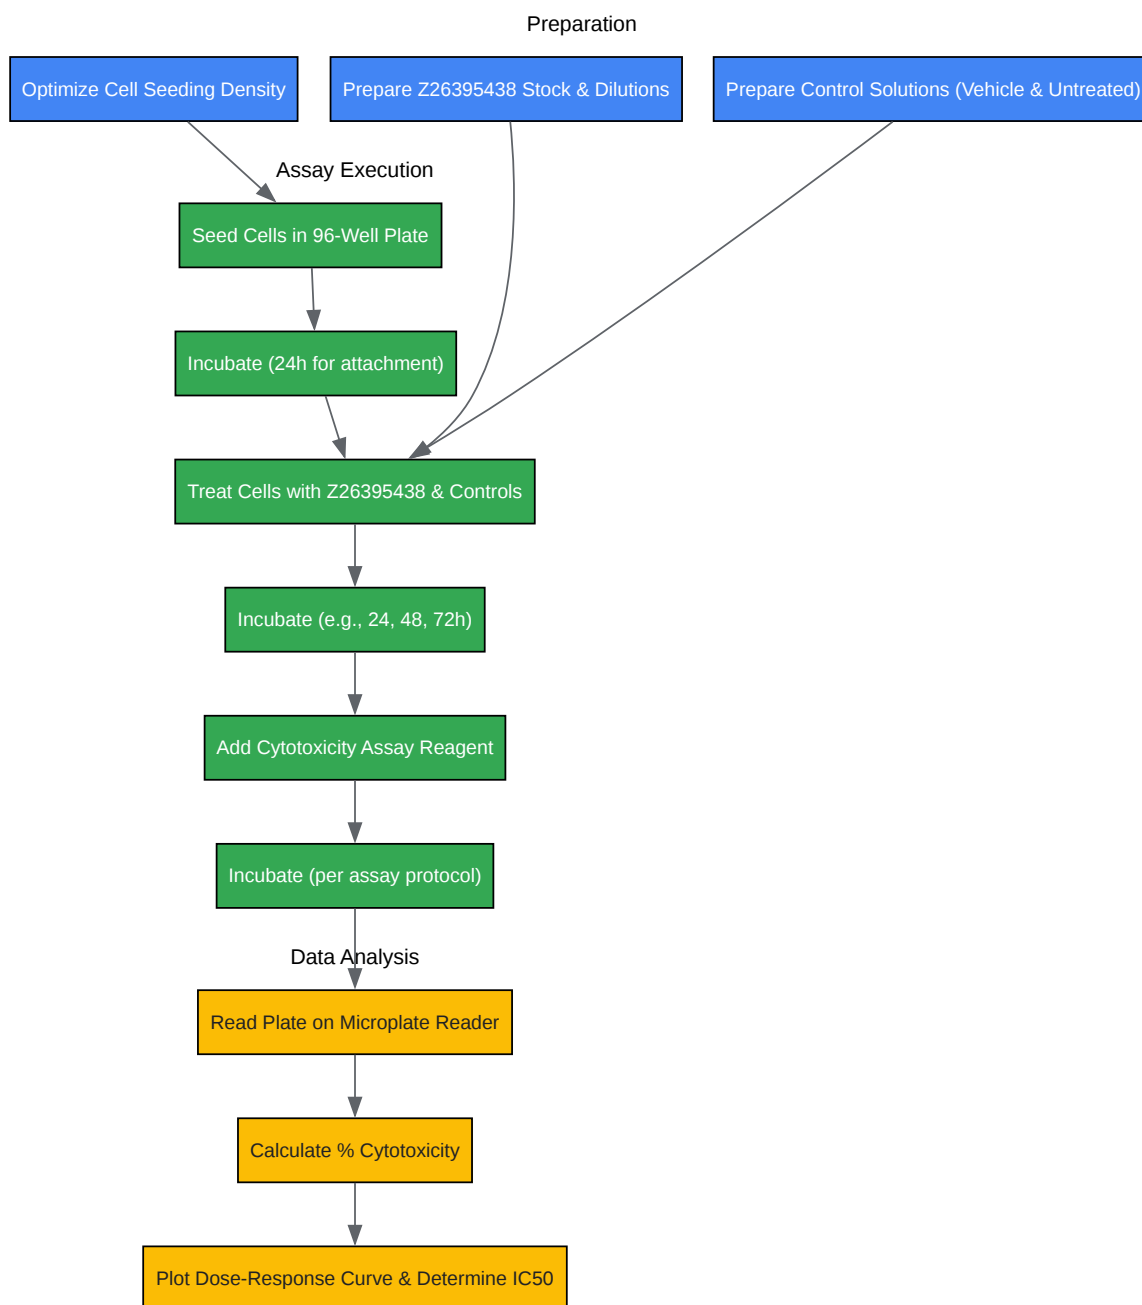 Preparation
Optimize Cell Seeding Density
Prepare Z26395438 Stock & Dilutions
Prepare Control Solutions (Vehicle & Untreated)
Assay Execution
Seed Cells in 96-Well Plate
Incubate (24h for attachment)
Treat Cells with Z26395438 & Controls
Incubate (e.g., 24, 48, 72h)
Add Cytotoxicity Assay Reagent
Incubate (per assay protocol)
Data Analysis
Read Plate on Microplate Reader
Calculate % Cytotoxicity
Plot Dose-Response Curve & Determine IC50